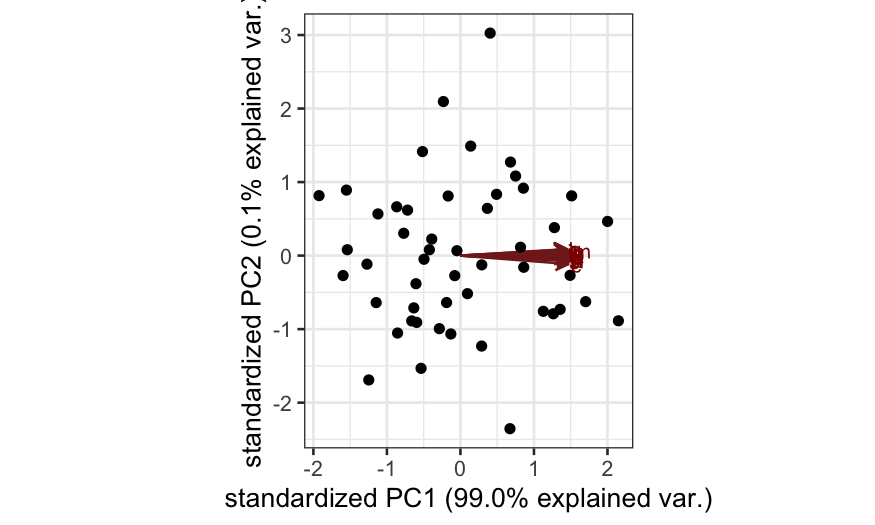 standardized PC2 (0.1% explained var.)
3
2
1
0
-1
-2
-2 -1 0 1 2
standardized PC1 (99.0% explained var.)